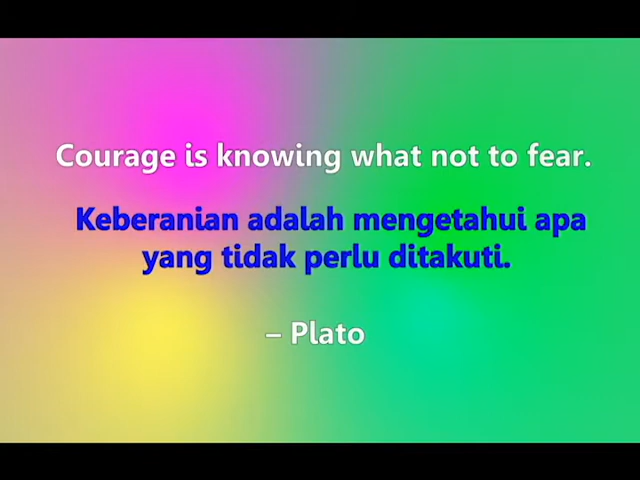 Courage is knowing what not to fear.
Keberanian adalah mengetahui apa
yang tidak perlu ditakuti.
– Plato